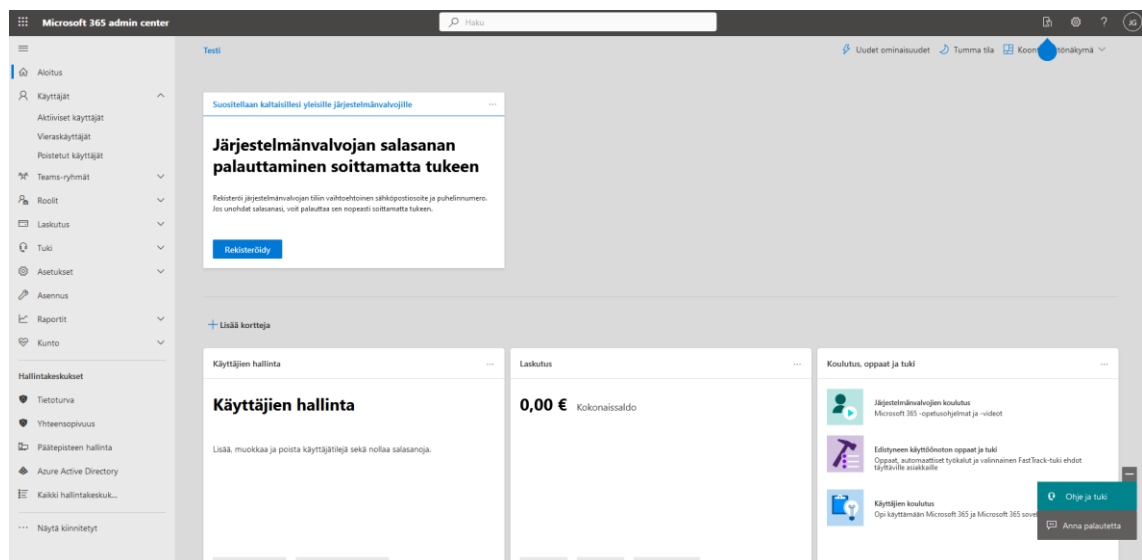 Microsoft 365 admin center
Haku
?
JG
Testi
Uudet ominaisuudet
Tumma tila
Aloitus
Käyttäjät
Aktiiviset käyttäjät
Vieraskäyttäjät
Poistetut käyttäjät
Teams-ryhmät
Roolit
Laskutus
Tuki
Asetukset
Asennus
Raportit
Kunto
Hallintakeskukset
Tietoturva
Yhteensopivuus
Päätepisteen hallinta
Azure Active Directory
Kaikki hallintakeskuk...
Näytä kiinnitetyt
Suositellaan kaltaisillesi yleisille järjestelmänvalvojille
Järjestelmänvalvojan salasanan
palauttaminen soittamatta tukeen
Rekisteröi järjestelmänvalvojan tiliin vaihtoehtoinen sähköpostiosoite ja puhelinnumero.
Jos unohdat salasanasi, voit palauttaa sen nopeasti soittamatta tukeen.
Rekisteröidy
Lisää kortteja
Käyttäjien hallinta
Käyttäjien hallinta
Lisää, muokkaa ja poista käyttäjätilejä sekä nollaa salasanoja.
Laskutus
0,00 € Kokonaissaldo
Koulutus, oppaat ja tuki
Järjestelmänvalvojien koulutus
Microsoft 365 -opetusohjelmat ja -videot
Edistyneen käyttöönoton oppaat ja tuki
Oppaat, automaattiset työkalut ja valinnainen FastTrack-tuki ehdot
täyttäville asiakkaille
Käyttäjien koulutus
Opi käyttämään Microsoft 365 ja Microsoft 365
Ohje ja tuki
Anna palautetta